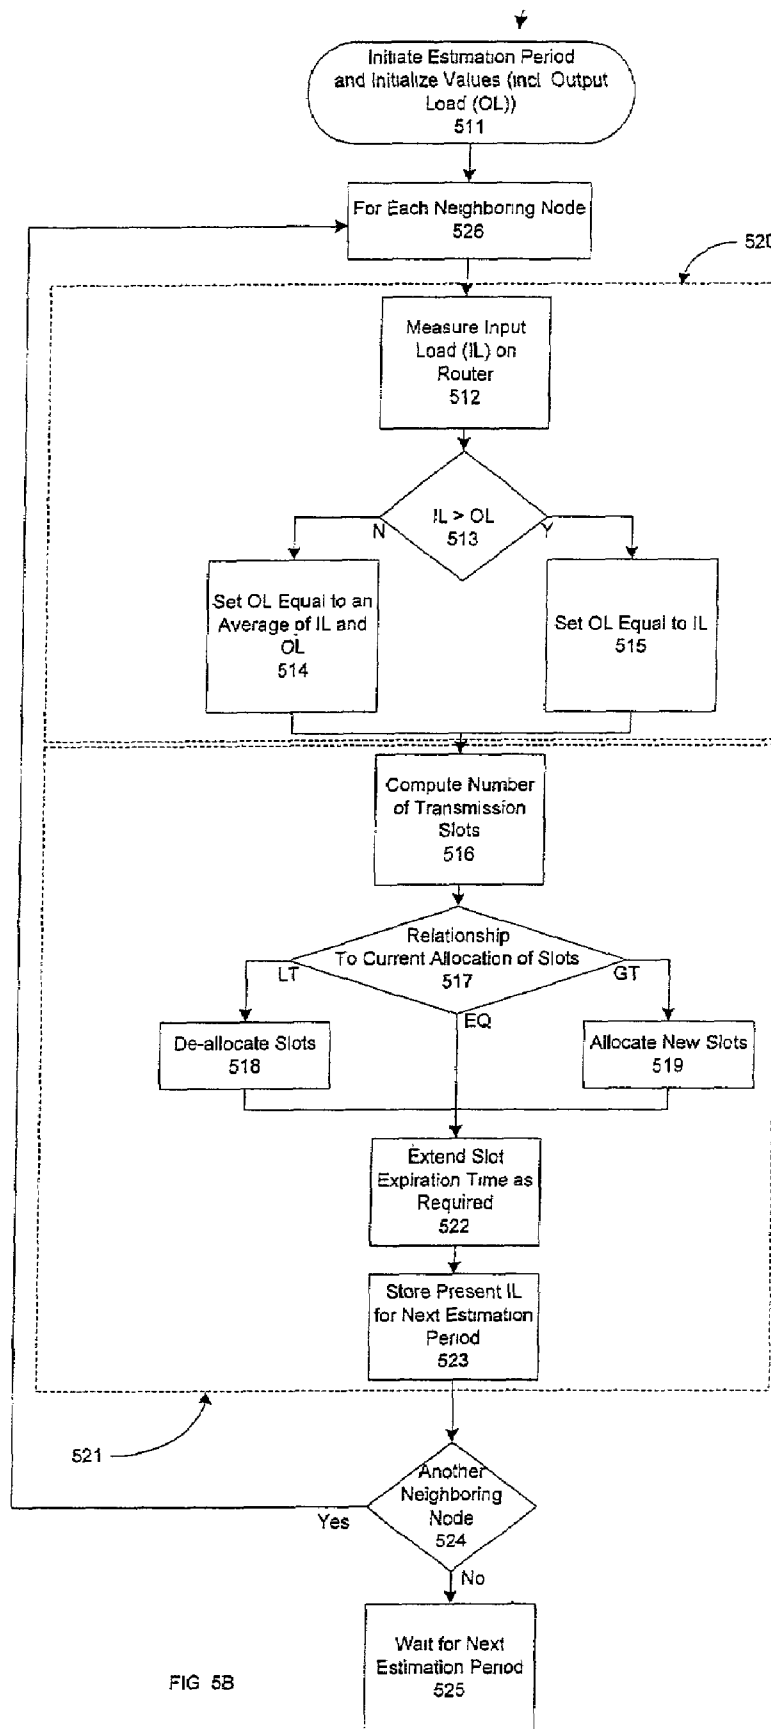 Initiate Estimation Period
and Initialize Values (incl. Output
Load (OL))
511
For Each Neighboring Node
526
520
Measure Input
Load (IL) on
Router
512
IL > OL
513
N
Y
Set OL Equal to an
Average of IL and
OL
514
Set OL Equal to IL
515
Compute Number
of Transmission
Slots
516
Relationship
To Current Allocation of Slots
517
LT
GT
EQ
De-allocate Slots
518
Allocate New Slots
519
Extend Slot
Expiration Time as
Required
522
Store Present IL
for Next Estimation
Period
523
521
Another
Neighboring
Node
524
Yes
No
Wait for Next
Estimation Period
525
FIG 5B